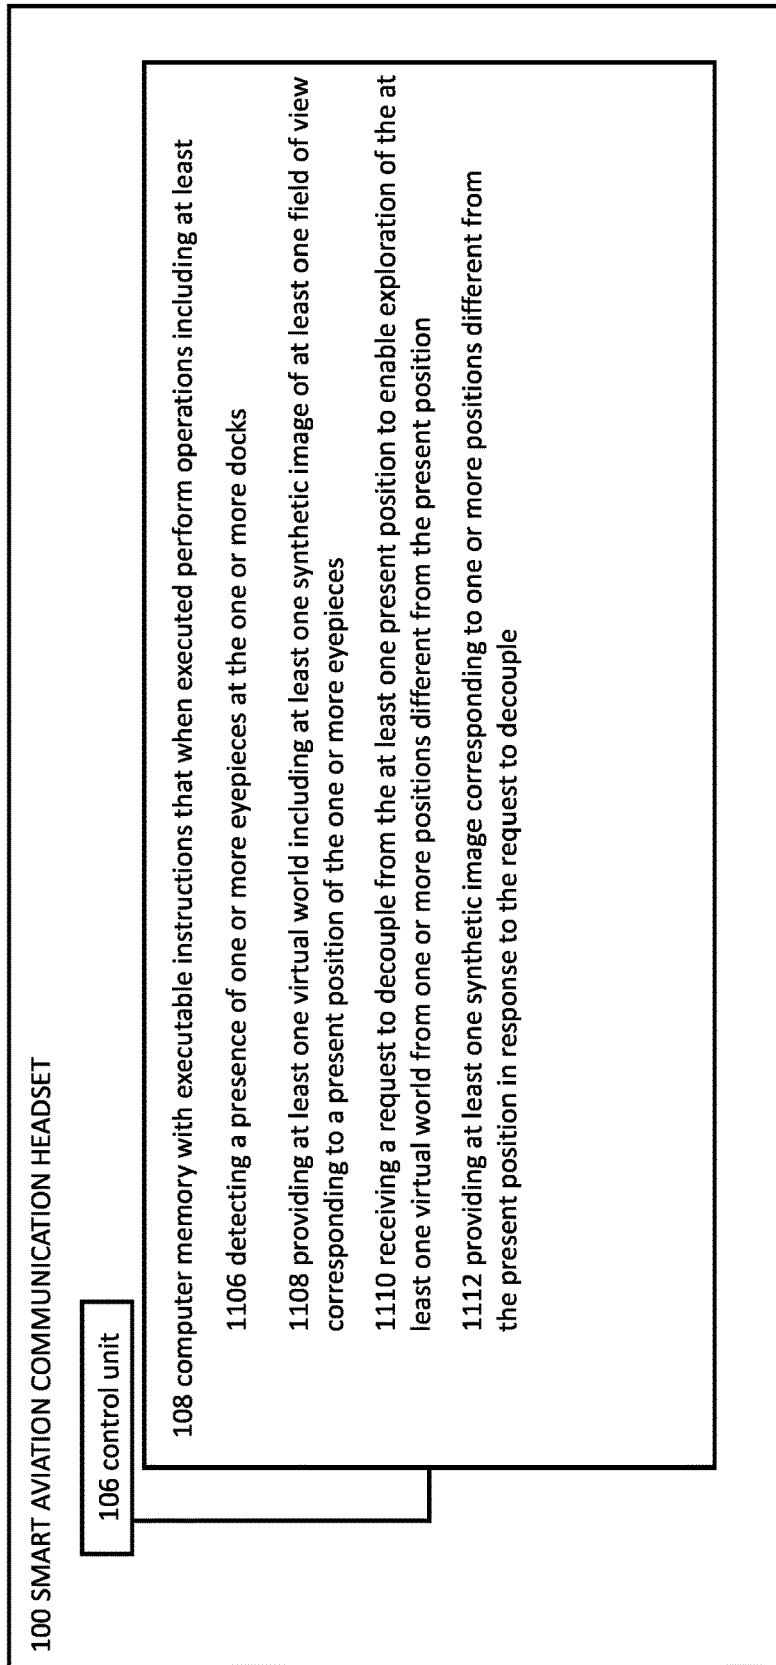 100 SMART AVIATION COMMUNICATION HEADSET
106 control unit
108 computer memory with executable instructions that when executed perform operations including at least
1106 detecting a presence of one or more eyepieces at the one or more docks
1108 providing at least one virtual world including at least one synthetic image of at least one field of view
corresponding to a present position of the one or more eyepieces
1110 receiving a request to decouple from the at least one present position to enable exploration of the at
least one virtual world from one or more positions different from the present position
1112 providing at least one synthetic image corresponding to one or more positions different from
the present position in response to the request to decouple